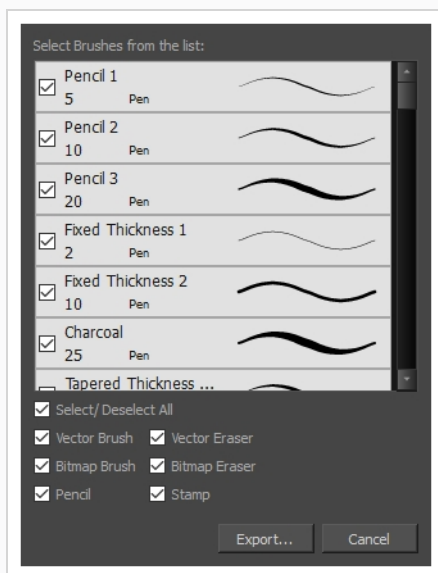 Select Brushes from the list:
Pencil 1
5 Pen
Pencil 2
10 Pen
Pencil 3
20 Pen
Fixed Thickness 1
2 Pen
Fixed Thickness 2
10 Pen
Charcoal
25 Pen
Tapered Thickness ...
Select/ Deselect All
Vector Brush Vector Eraser
Bitmap Brush Bitmap Eraser
Pencil Stamp
Export... Cancel